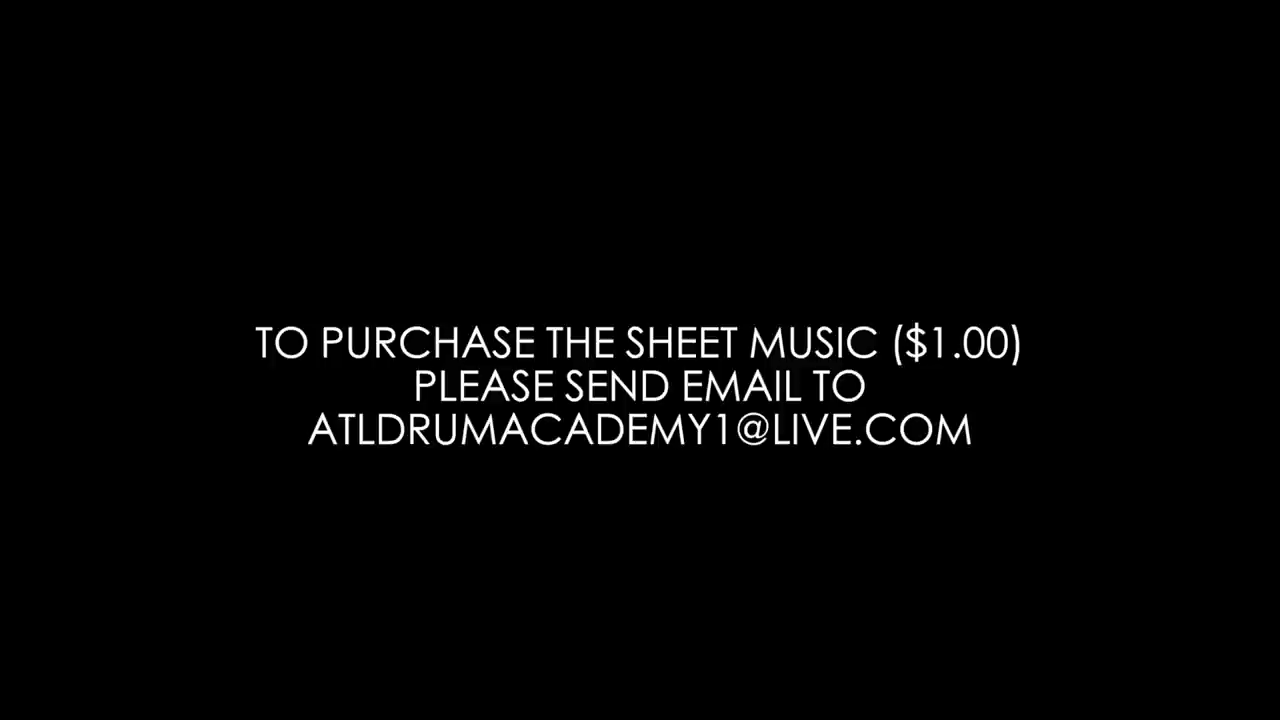 TO PURCHASE THE SHEET MUSIC ($1.00)
PLEASE SEND EMAIL TO
ATLDRUMACADEMY1@LIVE.COM